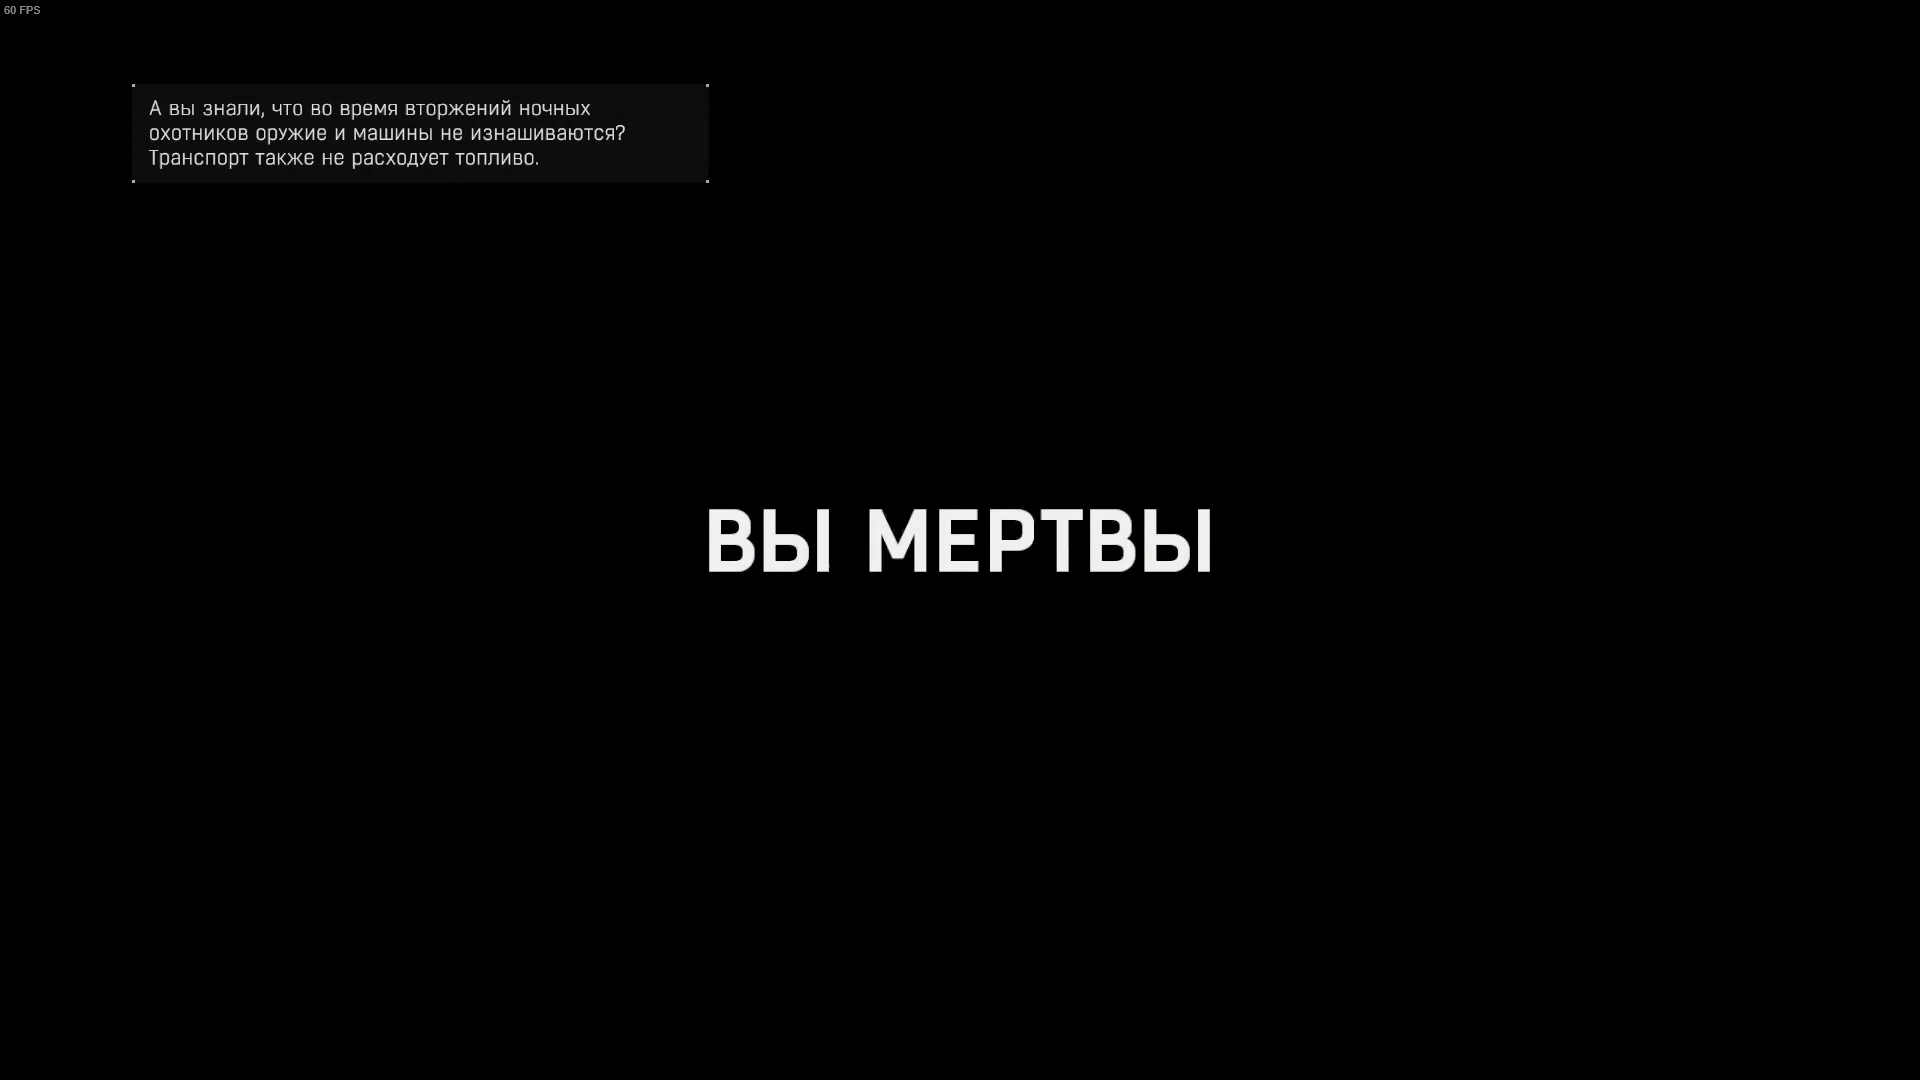 60 FPS
А вы знали, что во время вторжений ночных
охотников оружие и машины не изнашиваются?
Транспорт также не расходует топливо.
ВЫ МЕРТВЫ